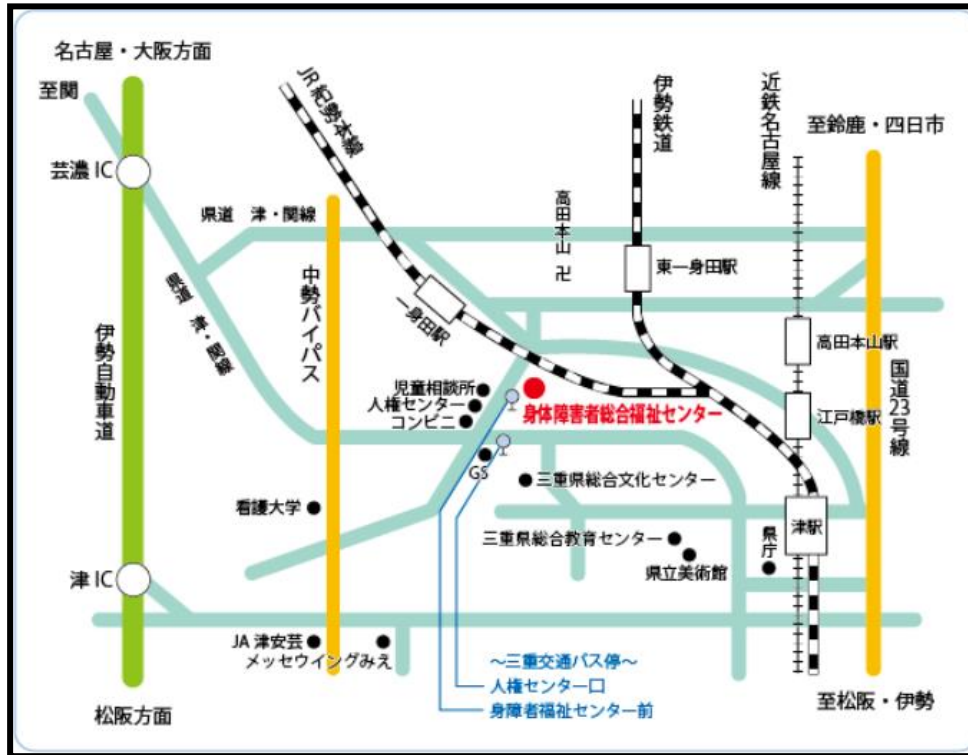 名古屋・大阪方面
至関
芸濃IC
JR紀勢本線
伊勢鉄道
近鉄名古屋線
至鈴鹿・四日市
県道 津・関線
高田本山 卍
東一身田駅
県道 津・関線
中勢バイパス
一身田駅
伊勢自動車道
高田本山駅
国道23号線
児童相談所
人権センター
コンビニ
身体障害者総合福祉センター
江戸橋駅
GS
三重県総合文化センター
看護大学
津駅
三重県総合教育センター
県庁
県立美術館
津IC
JA津安芸
メッセウイングみえ
～三重交通バス停～
人権センター口
身障者福祉センター前
松阪方面
至松阪・伊勢